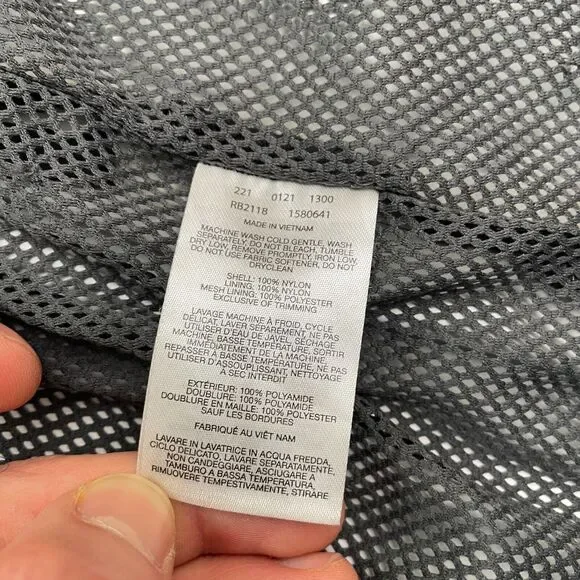 221 0121 1300
RB2118 1580641
MADE IN VIETNAM
MACHINE WASH COLD GENTLE, WASH
SEPARATELY, DO NOT BLEACH, TUMBLE
DRY LOW, REMOVE PROMPTLY, IRON LOW,
DO NOT USE FABRIC SOFTENER, DO NOT
DRYCLEAN
SHELL: 100% NYLON
LINING: 100% NYLON
MESH LINING: 100% POLYESTER
EXCLUSIVE OF TRIMMING
LAVAGE MACHINE À FROID, CYCLE
DÉLICAT, LAVER SÉPARÉMENT, NE PAS
UTILISER D'EAU DE JAVEL, SÉCHAGE
MACHINE, BASSE TEMPÉRATURE, SORTIR
IMMÉDIATEMENT DE LA MACHINE,
REPASSER À BASSE TEMPÉRATURE, NE PAS
UTILISER D'ASSOUPLISSANT, NETTOYAGE
À SEC INTERDIT
EXTÉRIEUR: 100% POLYAMIDE
DOUBLURE: 100% POLYAMIDE
DOUBLURE EN MAILLE: 100% POLYESTER
SAUF LES BORDURES
FABRIQUÉ AU VIÊT NAM
LAVARE IN LAVATRICE IN ACQUA FREDDA,
CICLO DELICATO, LAVARE SEPARATAMENTE,
NON CANDEGGIARE, ASCIUGARE A
TAMBURO A BASSA TEMPERATURA,
RIMUOVERE TEMPESTIVAMENTE, STIRARE